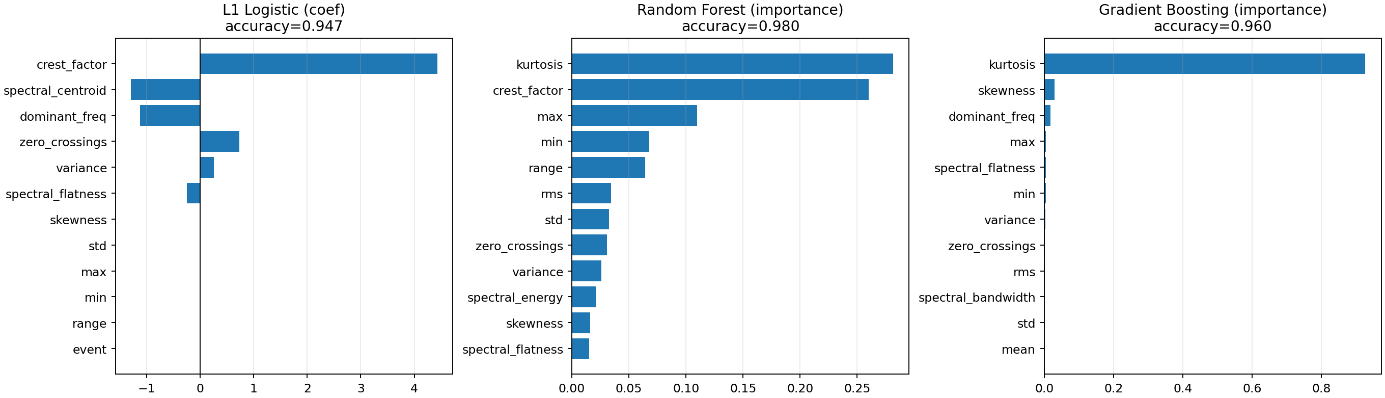 L1 Logistic (coef)
accuracy=0.947
crest_factor
spectral_centroid
dominant_freq
zero_crossings
variance
spectral_flatness
skewness
std
max
min
range
event
−1 0 1 2 3 4
Random Forest (importance)
accuracy=0.980
kurtosis
crest_factor
max
min
range
rms
std
zero_crossings
variance
spectral_energy
skewness
spectral_flatness
0.00 0.05 0.10 0.15 0.20 0.25
Gradient Boosting (importance)
accuracy=0.960
kurtosis
skewness
dominant_freq
max
spectral_flatness
min
variance
zero_crossings
rms
spectral_bandwidth
std
mean
0.0 0.2 0.4 0.6 0.8